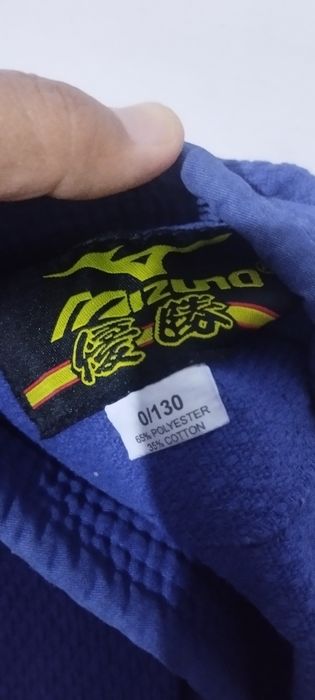 Mizuno
優勝
0/130
65% POLYESTER
35% COTTON